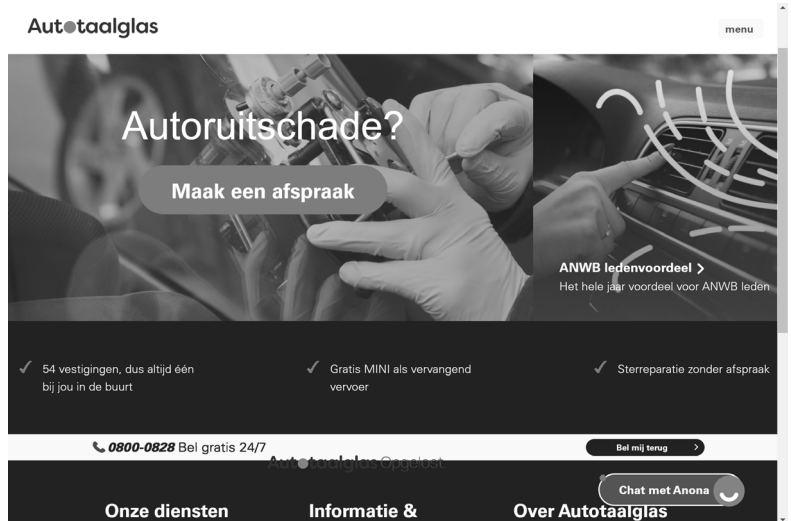 Autotaalglas
menu
Autoruitschade?
Maak een afspraak
ANWB ledenvoordeel
Het hele jaar voordeel voor ANWB leden
54 vestigingen, dus altijd één
bij jou in de buurt
Gratis MINI als vervangend
vervoer
Sterreparatie zonder afspraak
0800-0828 Bel gratis 24/7
Bel mij terug
Autotaalglas Opgelost.
Chat met Anona
Onze diensten
Informatie &
Over Autotaalglas